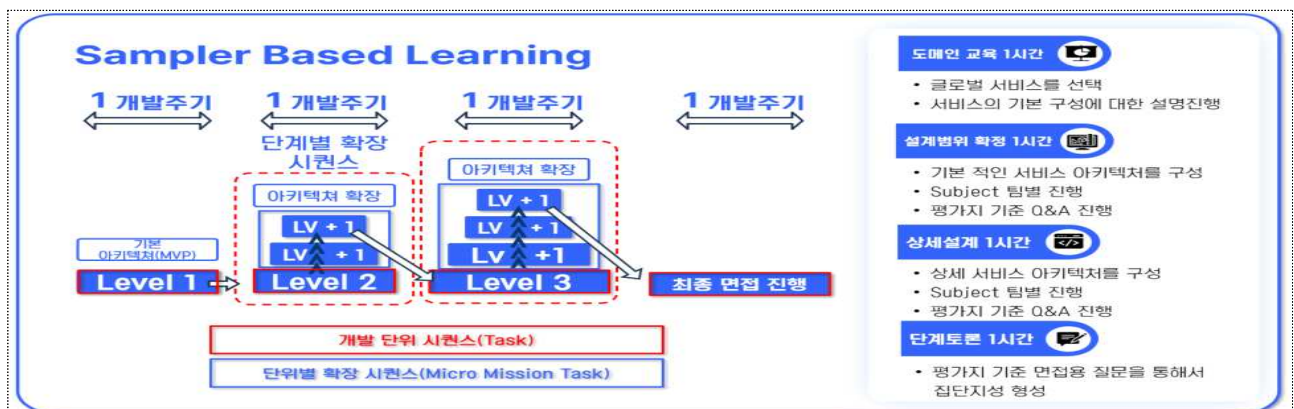 Sampler Based Learning
1 개발주기
1 개발주기
1 개발주기
1 개발주기
단계별 확장
시퀀스
아키텍쳐 확장
아키텍쳐 확장
LV + 1
LV + 1
LV + 1
LV + 1
Lv +1
기본
아키텍쳐(MVP)
Level 1
Level 2
Level 3
최종 면접 진행
개발 단위 시퀀스(Task)
단위별 확장 시퀀스(Micro Mission Task)
도메인 교육 1시간
• 글로벌 서비스를 선택
• 서비스의 기본 구성에 대한 설명진행
설계범위 확정 1시간
• 기본 적인 서비스 아키텍처를 구성
• Subject 팀별 진행
• 평가지 기준 Q&A 진행
상세설계 1시간
• 상세 서비스 아키텍처를 구성
• Subject 팀별 진행
• 평가지 기준 Q&A 진행
단계토론 1시간
• 평가지 기준 면접용 질문을 통해서
집단지성 형성